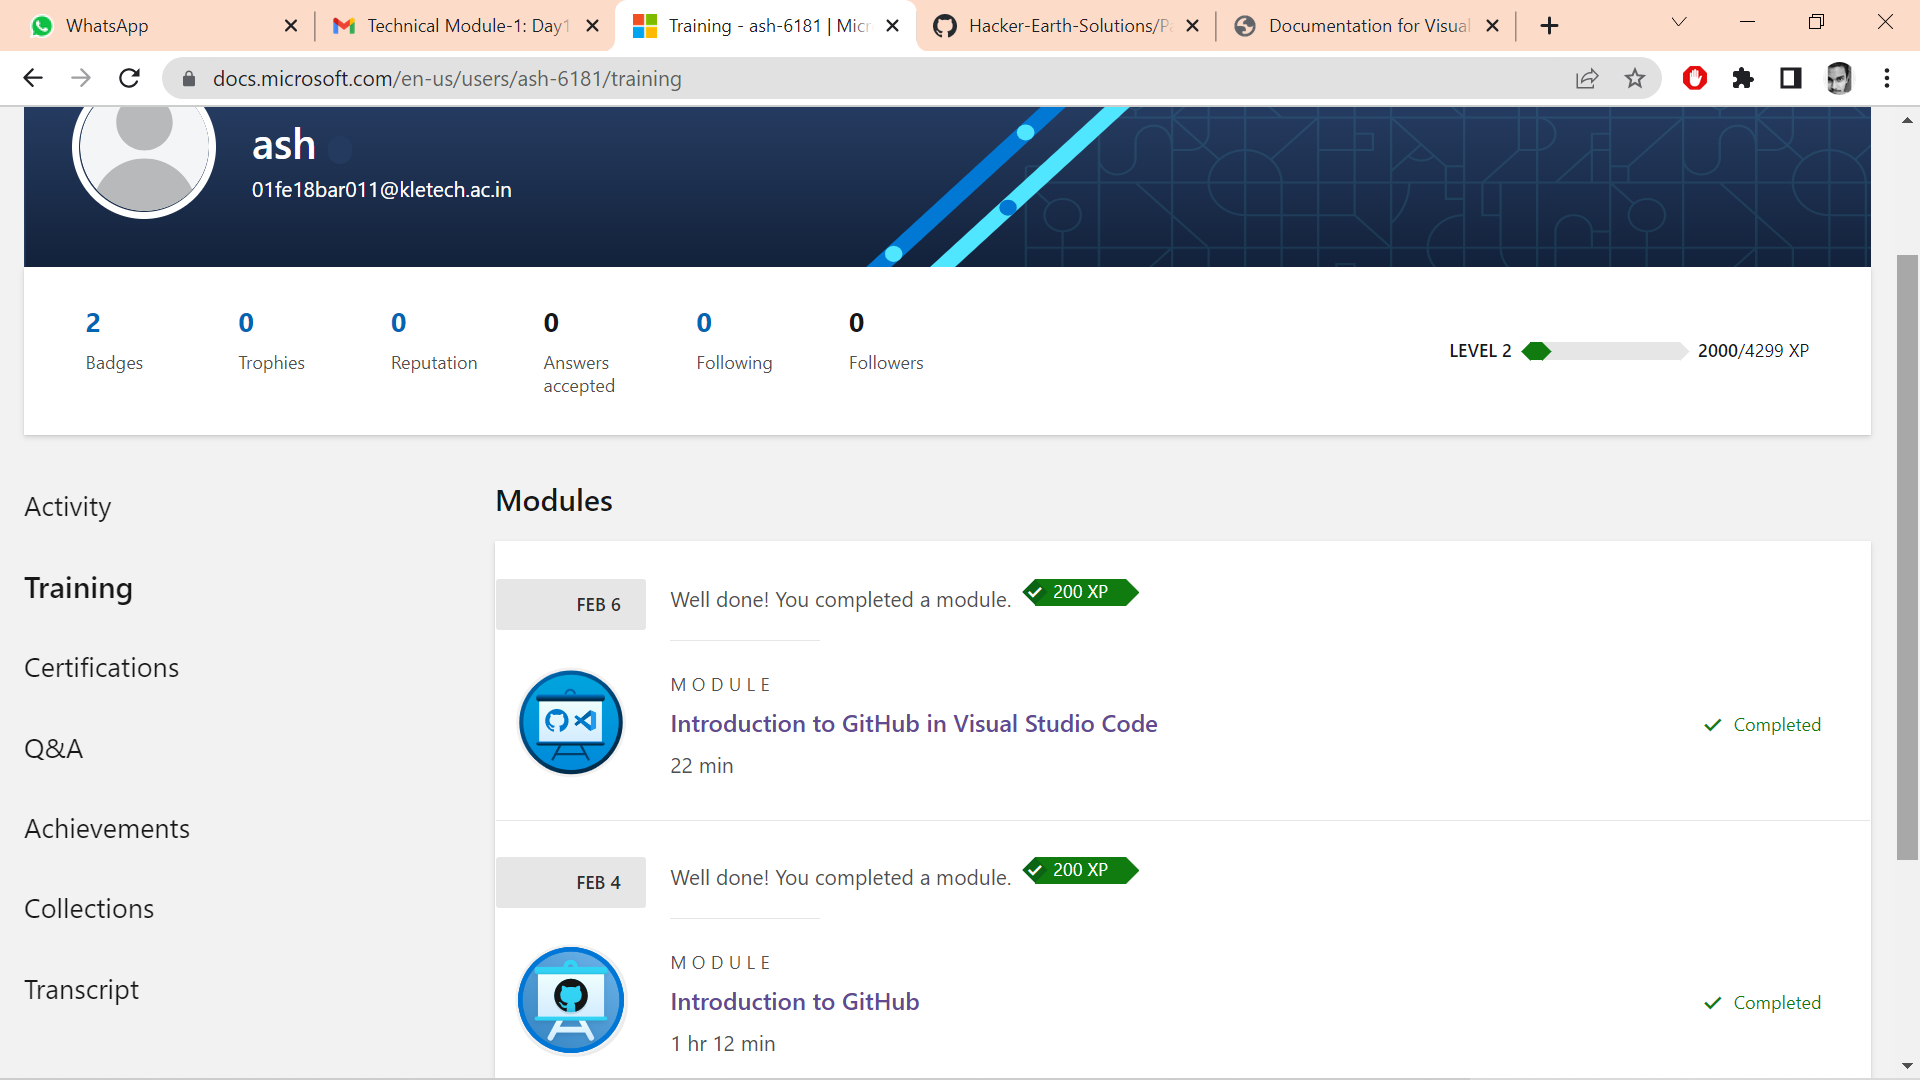 WhatsApp
Technical Module-1: Day1
Training - ash-6181 | Micr
Hacker-Earth-Solutions/Pa
Documentation for Visual
docs.microsoft.com/en-us/users/ash-6181/training
ash
01fe18bar011@kletech.ac.in
2
Badges
0
Trophies
0
Reputation
0
Answers
accepted
0
Following
0
Followers
LEVEL 2
2000/4299 XP
Activity
Training
Certifications
Q&A
Achievements
Collections
Transcript
Modules
FEB 6
Well done! You completed a module.
200 XP
MODULE
Introduction to GitHub in Visual Studio Code
22 min
Completed
FEB 4
Well done! You completed a module.
200 XP
MODULE
Introduction to GitHub
1 hr 12 min
Completed